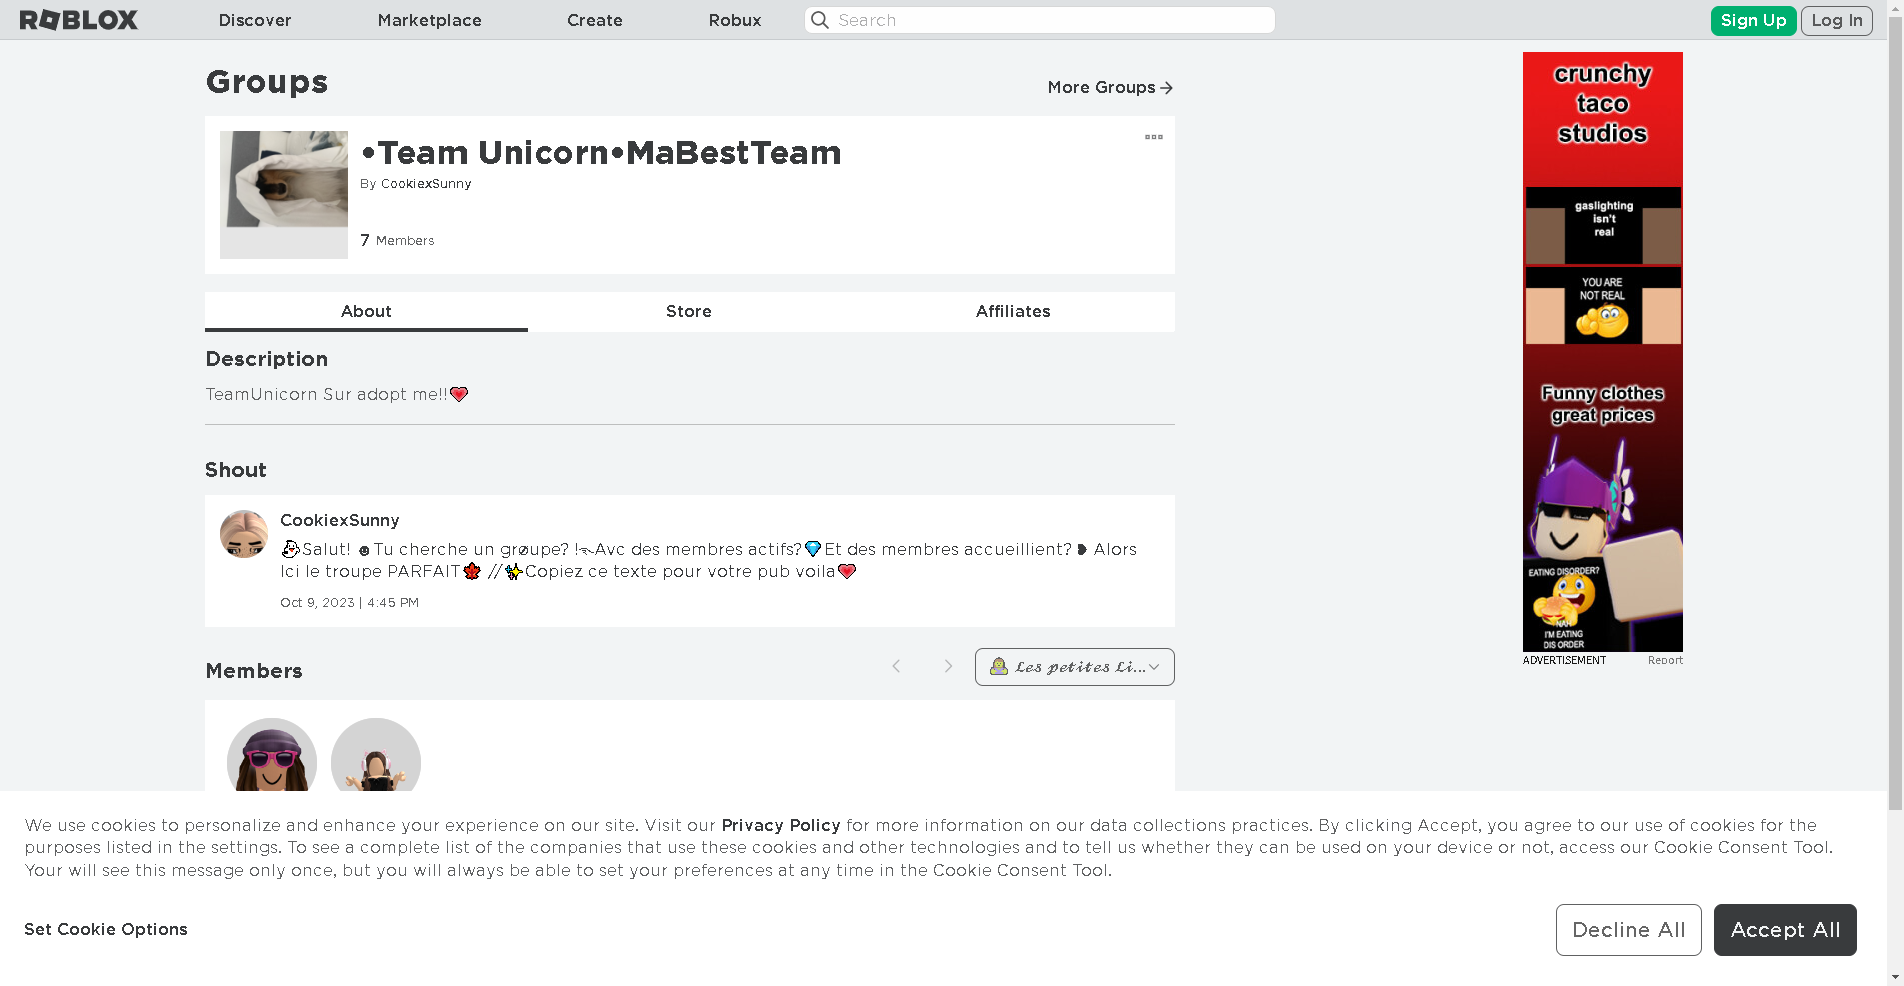 ROBLOX
Discover
Marketplace
Create
Robux
Search
Sign Up
Log In
Groups
More Groups
•Team Unicorn•MaBestTeam
By CookiexSunny
7 Members
About
Store
Affiliates
Description
TeamUnicorn Sur adopt me!!💗
Shout
CookiexSunny
👻Salut! ☻Tu cherche un grøupe? !Avc des membres actifs?💎Et des membres accueillient?❥ Alors
Ici le troupe PARFAIT🍁 //✨Copiez ce texte pour votre pub voila💗
Oct 9, 2023 | 4:45 PM
Members
𝓛𝓮𝓼 𝓹𝓮𝓽𝓲𝓽𝓮𝓼 𝓛𝓲...
crunchy
taco
studios
gaslighting
isn't
real
YOU ARE
NOT REAL
Funny clothes
great prices
EATING DISORDER?
NAH
I'M EATING
DIS ORDER
ADVERTISEMENT
Report
We use cookies to personalize and enhance your experience on our site. Visit our Privacy Policy for more information on our data collections practices. By clicking Accept, you agree to our use of cookies for the
purposes listed in the settings. To see a complete list of the companies that use these cookies and other technologies and to tell us whether they can be used on your device or not, access our Cookie Consent Tool.
Your will see this message only once, but you will always be able to set your preferences at any time in the Cookie Consent Tool.
Set Cookie Options
Decline All
Accept All